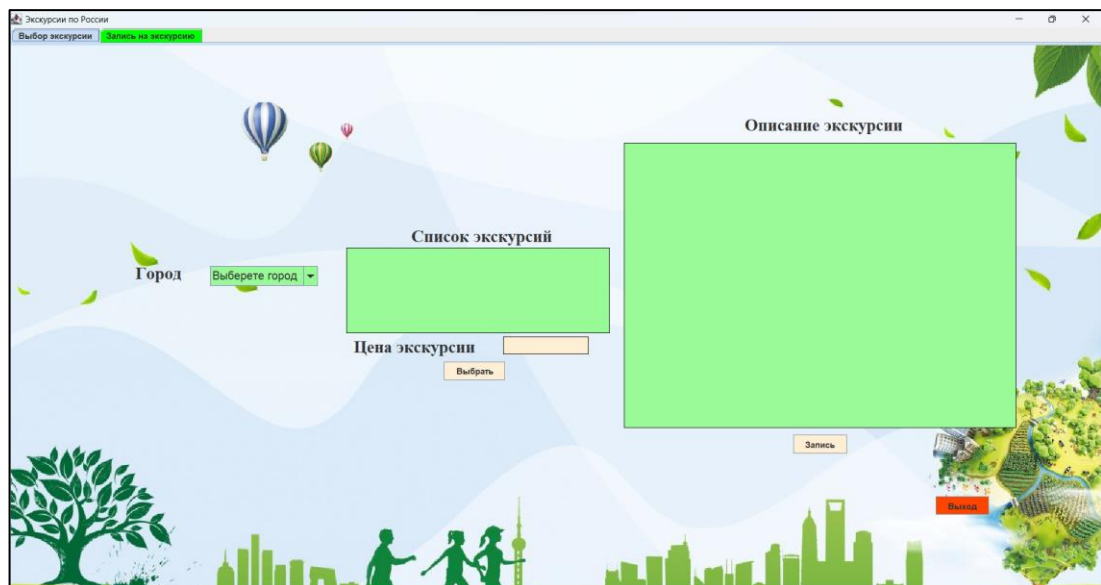 Экскурсии по России
Выбор экскурсии Запись на экскурсию
Описание экскурсии
Список экскурсий
Город Выберете город
Цена экскурсии
Выбрать
Запись
Выход